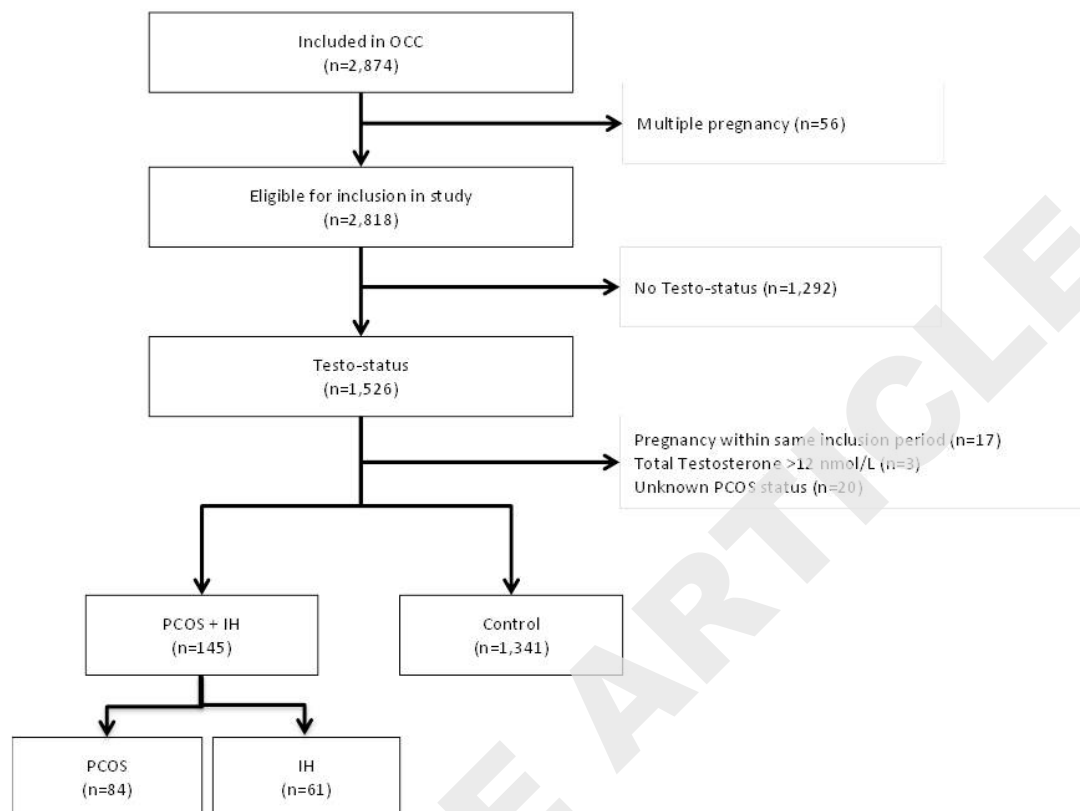 Included in OCC
(n=2,874)
Multiple pregnancy (n=56)
Eligible for inclusion in study
(n=2,818)
No Testo-status (n=1,292)
Testo-status
(n=1,526)
Pregnancy within same inclusion period (n=17)
Total Testosterone >12 nmol/L (n=3)
Unknown PCOS status (n=20)
PCOS + IH
(n=145)
Control
(n=1,341)
PCOS
(n=84)
IH
(n=61)
E ARTICLE